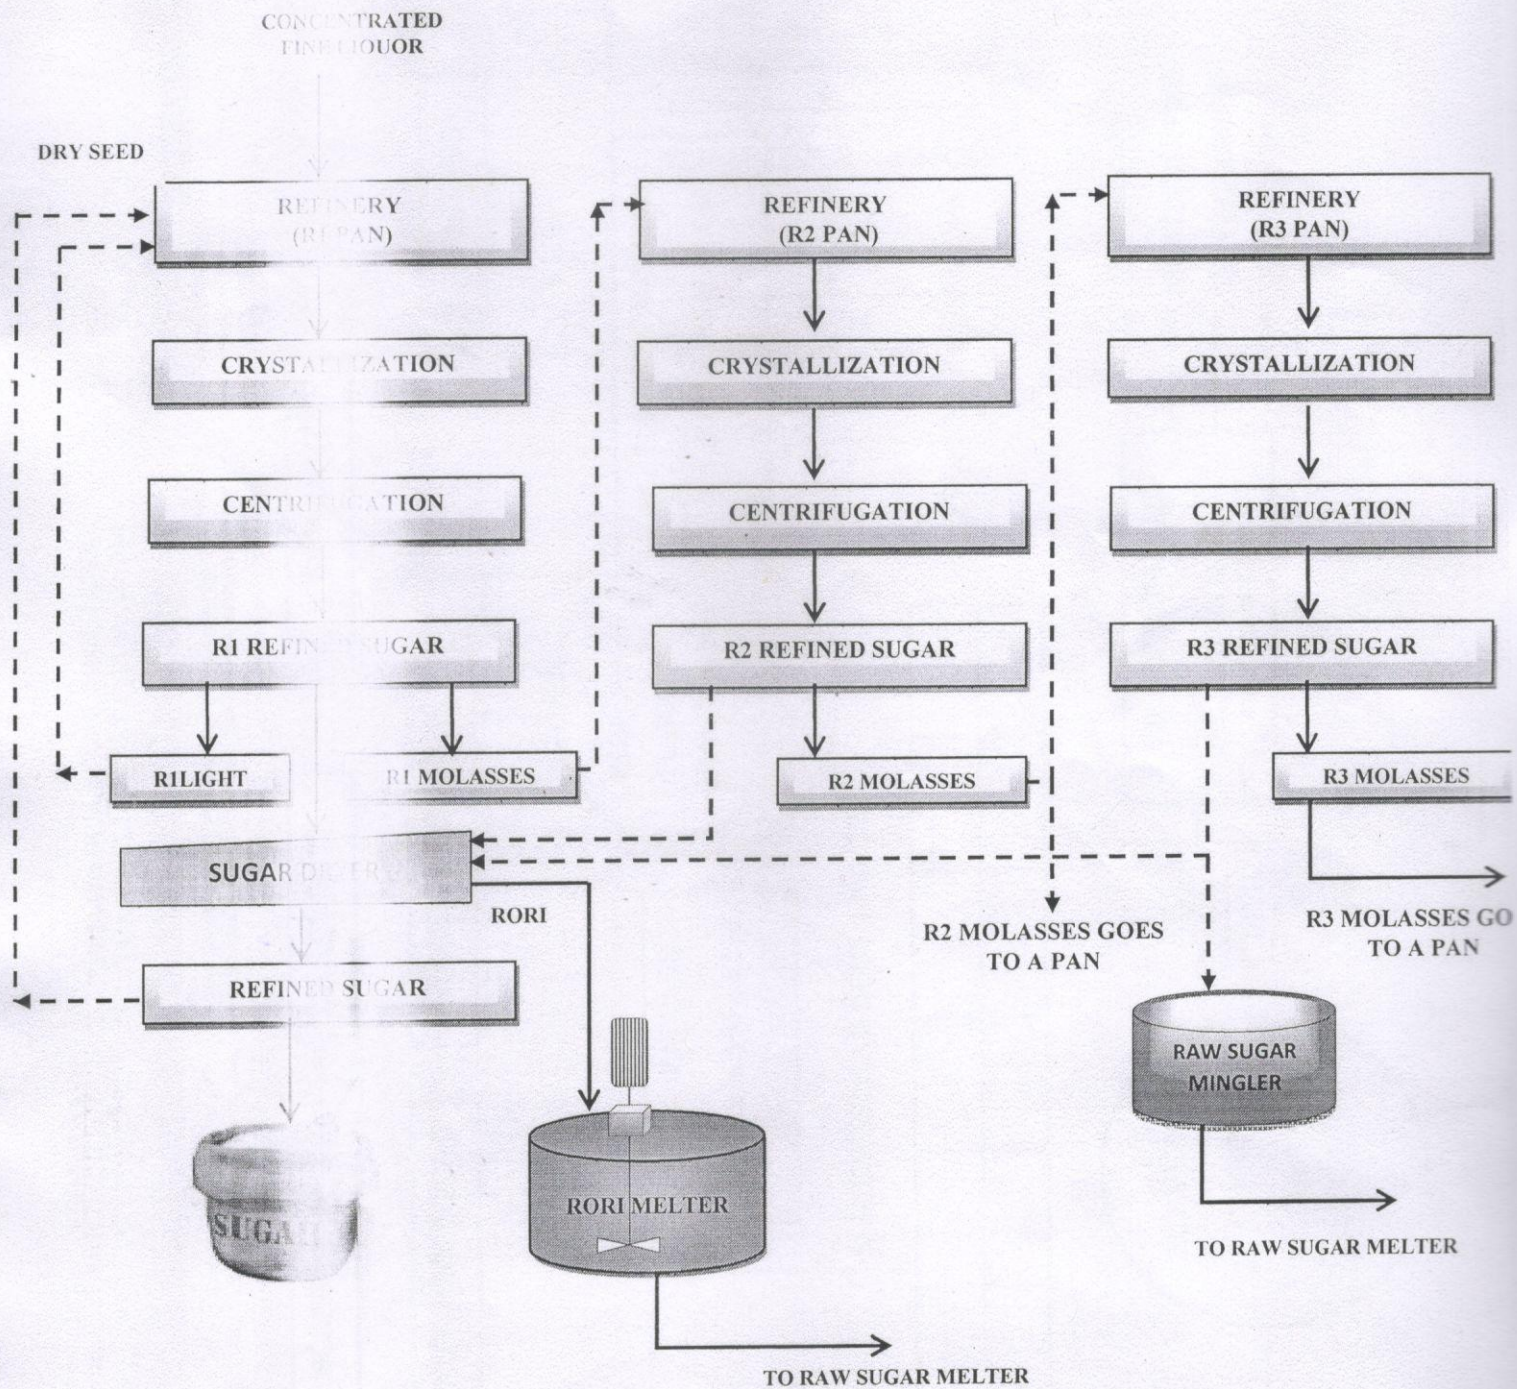 CONCENTRATED
FINE LIQUOR
DRY SEED
REFINERY
(R1 PAN)
CRYSTALLIZATION
CENTRIFUGATION
R1 REFINED SUGAR
R1LIGHT
R1 MOLASSES
SUGAR
RORI
REFINED SUGAR
SUGAR
REFINERY
(R2 PAN)
CRYSTALLIZATION
CENTRIFUGATION
R2 REFINED SUGAR
R2 MOLASSES
R2 MOLASSES GOES
TO A PAN
RORI MELTER
TO RAW SUGAR MELTER
REFINERY
(R3 PAN)
CRYSTALLIZATION
CENTRIFUGATION
R3 REFINED SUGAR
R3 MOLASSES
R3 MOLASSES GO
TO A PAN
RAW SUGAR
MINGLER
TO RAW SUGAR MELTER